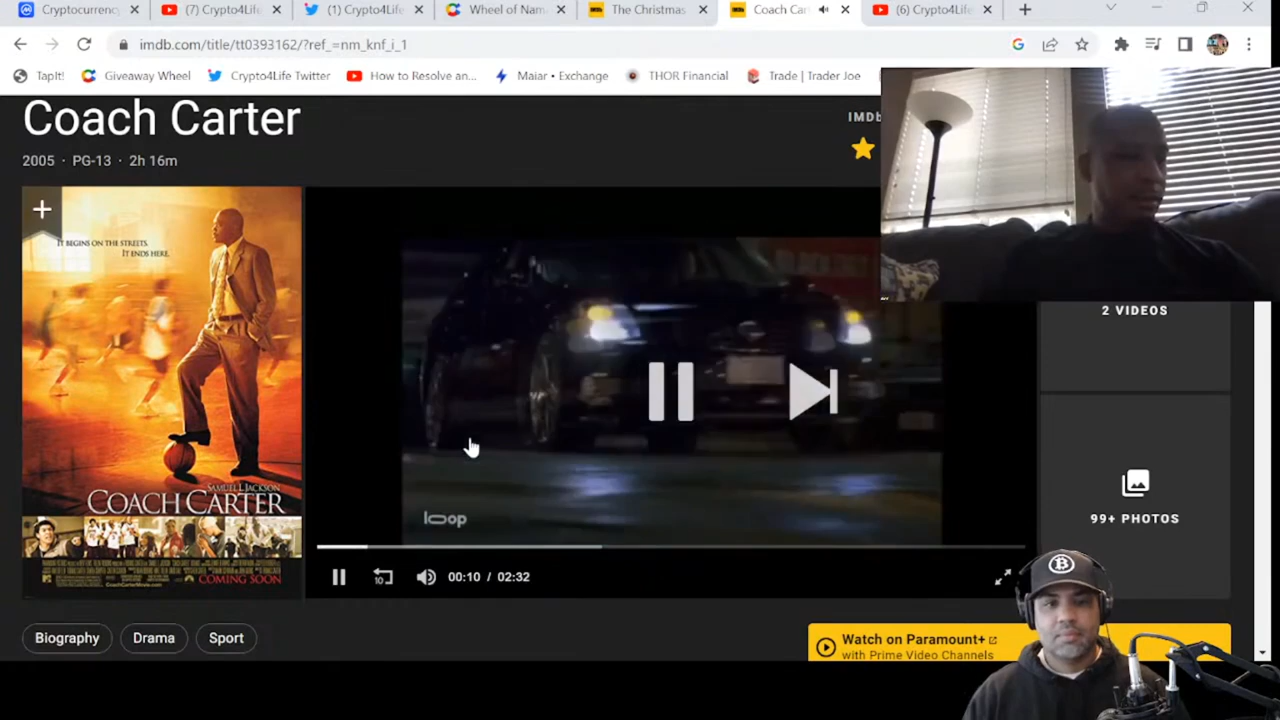 Cryptocurrency
(7) Crypto4Life
(1) Crypto4Life
Wheel of Nam
The Christmas
Coach Car
(6) Crypto4Life
imdb.com/title/tt0393162/?ref_=nm_knf_i_1
TapIt!
Giveaway Wheel
Crypto4Life Twitter
How to Resolve an...
Maiar • Exchange
THOR Financial
Trade | Trader Joe
Coach Carter
IMDb
2005 · PG-13 · 2h 16m
IT BEGINS ON THE STREETS.
IT ENDS HERE.
SAMUEL L. JACKSON
COACH CARTER
COMING SOON
CoachCarterMovie.com
loop
2 VIDEOS
99+ PHOTOS
10
00:10 / 02:32
Biography
Drama
Sport
Watch on Paramount+
with Prime Video Channels